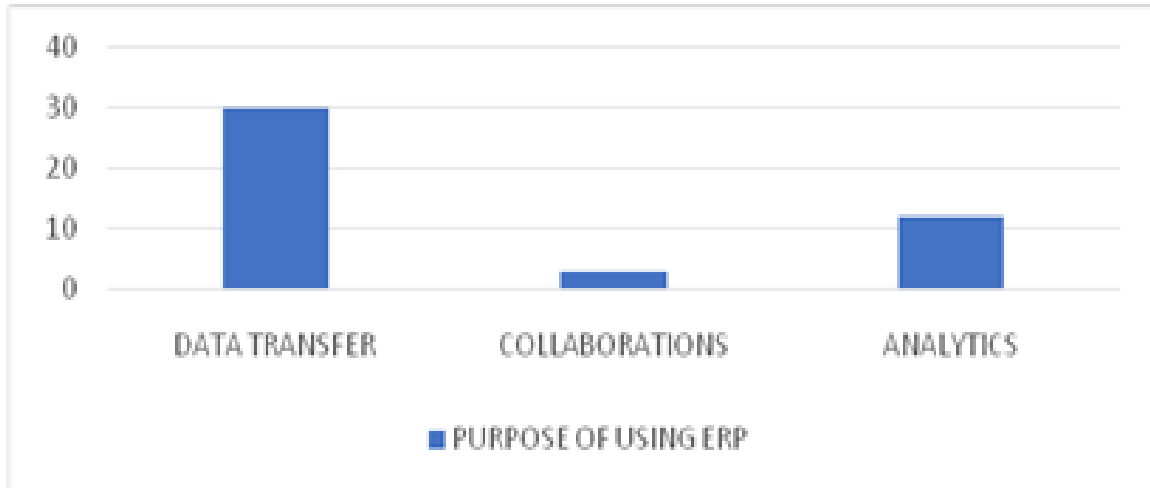 40
30
20
10
0
DATA TRANSFER COLLABORATIONS ANALYTICS
PURPOSE OF USING ERP